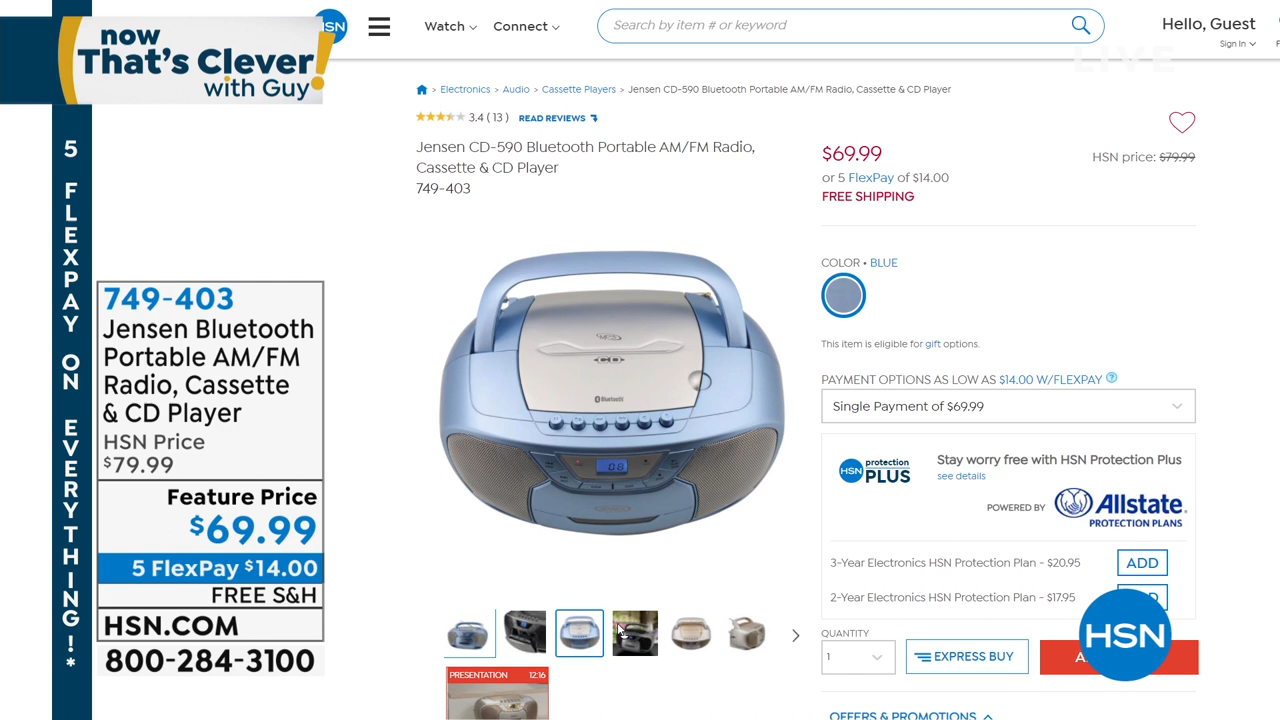 now
That's Clever!
with Guy
5 FLEXPAY ON EVERYTHING!*
749-403
Jensen Bluetooth
Portable AM/FM
Radio, Cassette
& CD Player
HSN Price
$79.99
Feature Price
$69.99
5 FlexPay $14.00
FREE S&H
HSN.COM
800-284-3100
Watch
Connect
Search by item # or keyword
Hello, Guest
Sign In
LIVE
Electronics > Audio > Cassette Players > Jensen CD-590 Bluetooth Portable AM/FM Radio, Cassette & CD Player
3.4 ( 13 ) READ REVIEWS
Jensen CD-590 Bluetooth Portable AM/FM Radio,
Cassette & CD Player
749-403
$69.99
HSN price: $79.99
or 5 FlexPay of $14.00
FREE SHIPPING
COLOR • BLUE
This item is eligible for gift options.
PAYMENT OPTIONS AS LOW AS $14.00 W/FLEXPAY ?
Single Payment of $69.99
HSN protection PLUS
Stay worry free with HSN Protection Plus
see details
POWERED BY Allstate
PROTECTION PLANS
3-Year Electronics HSN Protection Plan - $20.95 ADD
2-Year Electronics HSN Protection Plan - $17.95
QUANTITY
1
EXPRESS BUY
HSN
Bluetooth
06
PRESENTATION 12:16
OFFERS & PROMOTIONS